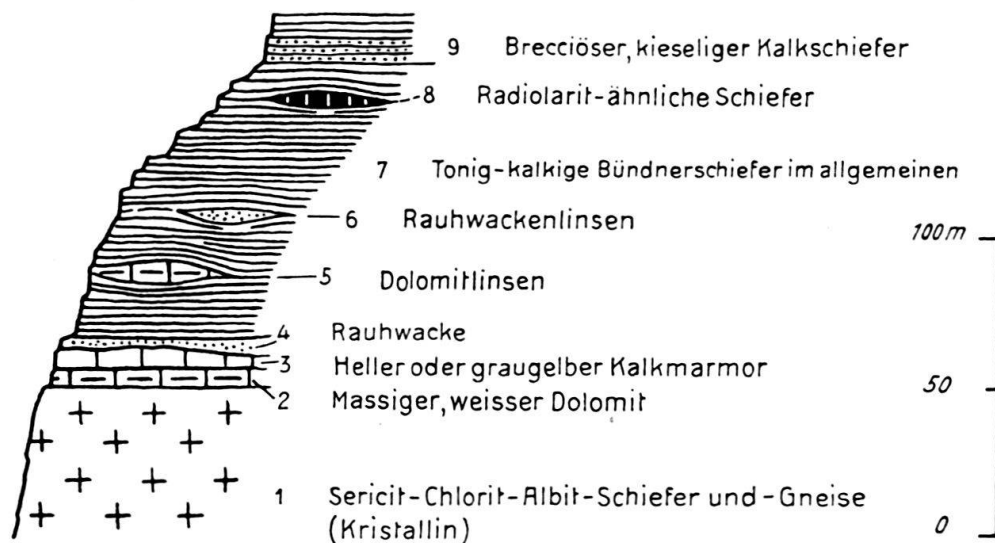 9 Brecciöser, kieseliger Kalkschiefer
8 Radiolarit-ähnliche Schiefer
7 Tonig-kalkige Bündnerschiefer im allgemeinen
6 Rauhwackenlinsen
100 m
5 Dolomitlinsen
4 Rauhwacke
3 Heller oder graugelber Kalkmarmor
50
2 Massiger, weisser Dolomit
1 Sericit-Chlorit-Albit-Schiefer und -Gneise
(Kristallin)
0